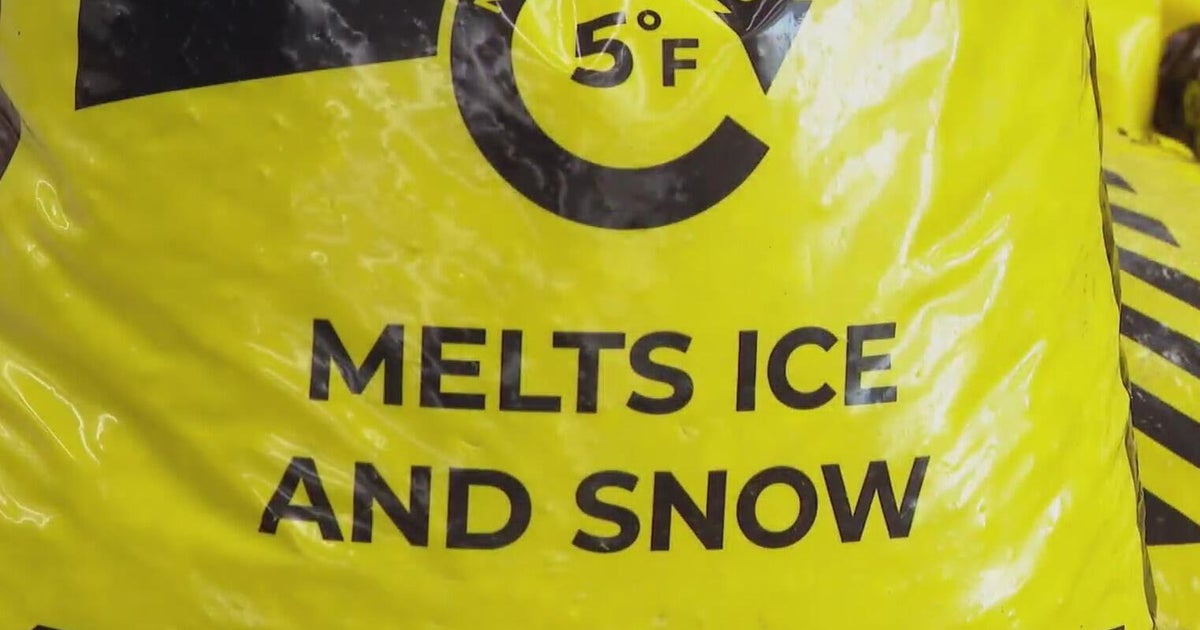 5°F
MELTS ICE
AND SNOW